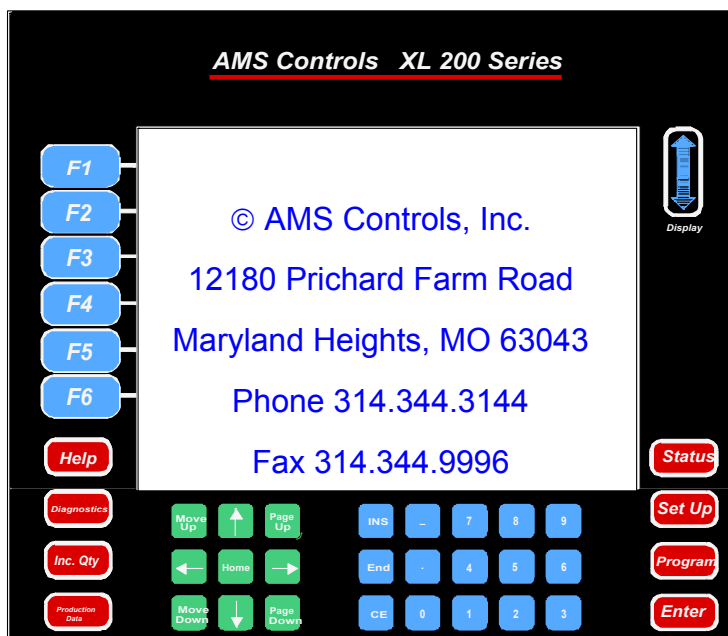 AMS Controls XL 200 Series
F1
F2
F3
F4
F5
F6
© AMS Controls, Inc.
12180 Prichard Farm Road
Maryland Heights, MO 63043
Phone 314.344.3144
Fax 314.344.9996
Display
Help
Status
Diagnostics
Move
Up
Page
Up
INS
–
7
8
9
Set Up
Inc. Qty
Home
End
.
4
5
6
Program
Production
Data
Move
Down
Page
Down
CE
0
1
2
3
Enter